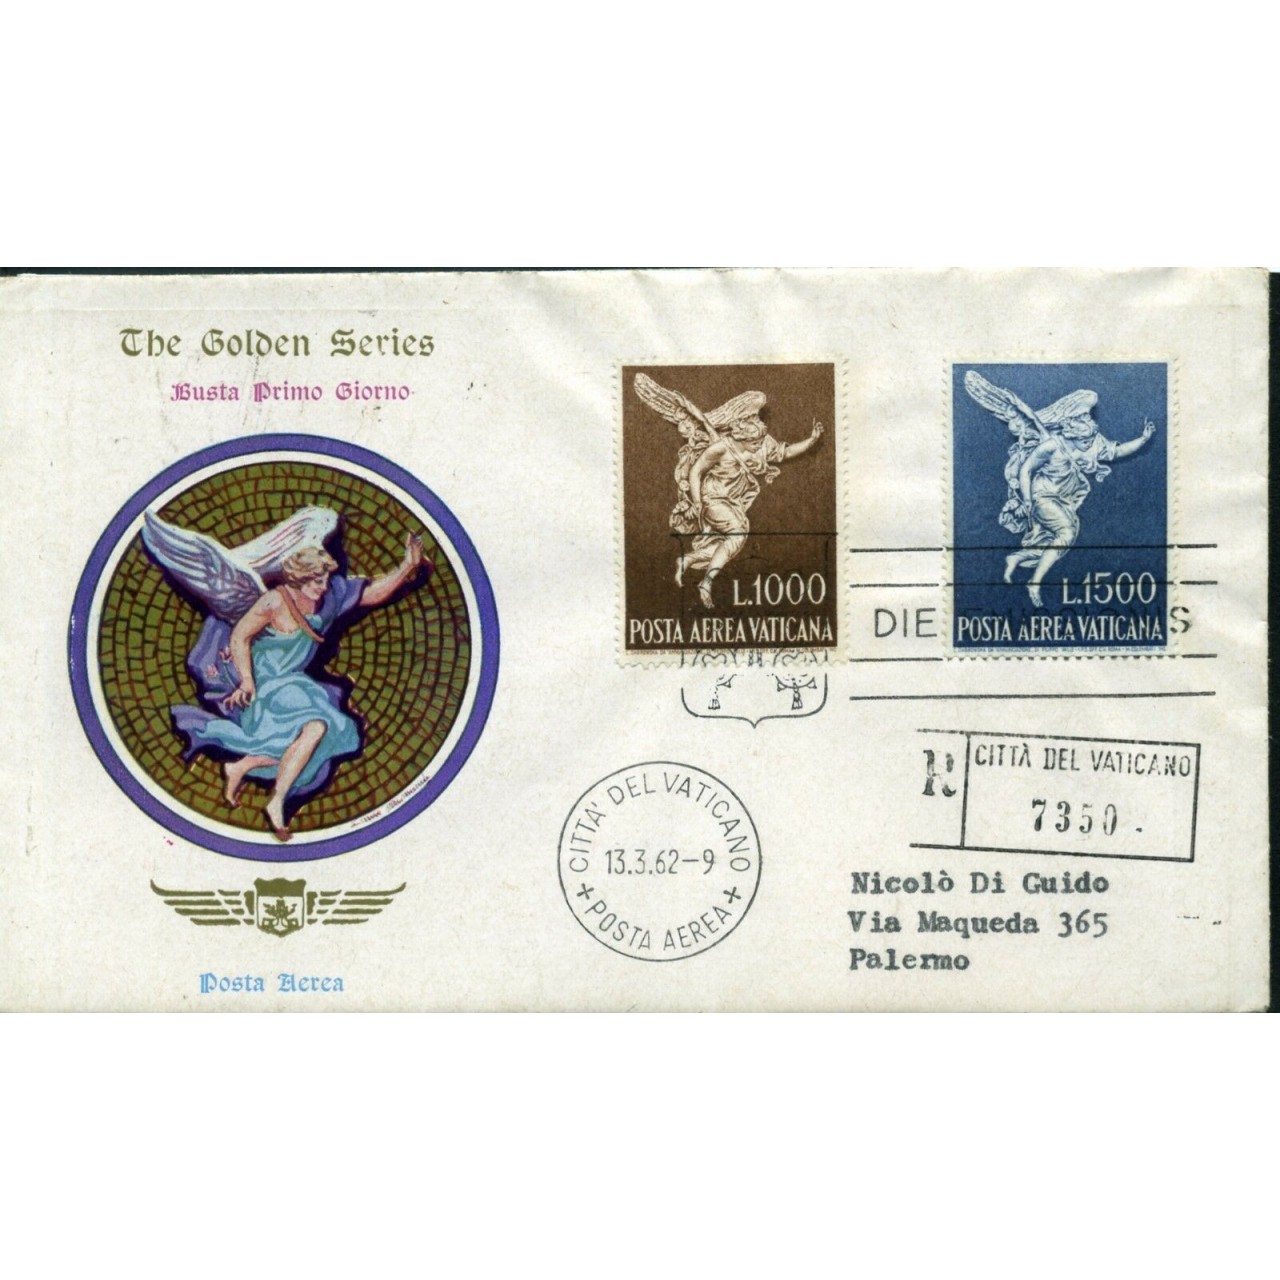 The Golden Series
Busta Primo Giorno
L.1000
POSTA AEREA VATICANA
L.1500
POSTA AEREA VATICANA
DIE
CITTA' DEL VATICANO
13.3.62-9
POSTA AEREA
R
CITTÀ DEL VATICANO
7350.
Nicolò Di Guido
Via Maqueda 365
Palermo
Posta Aerea